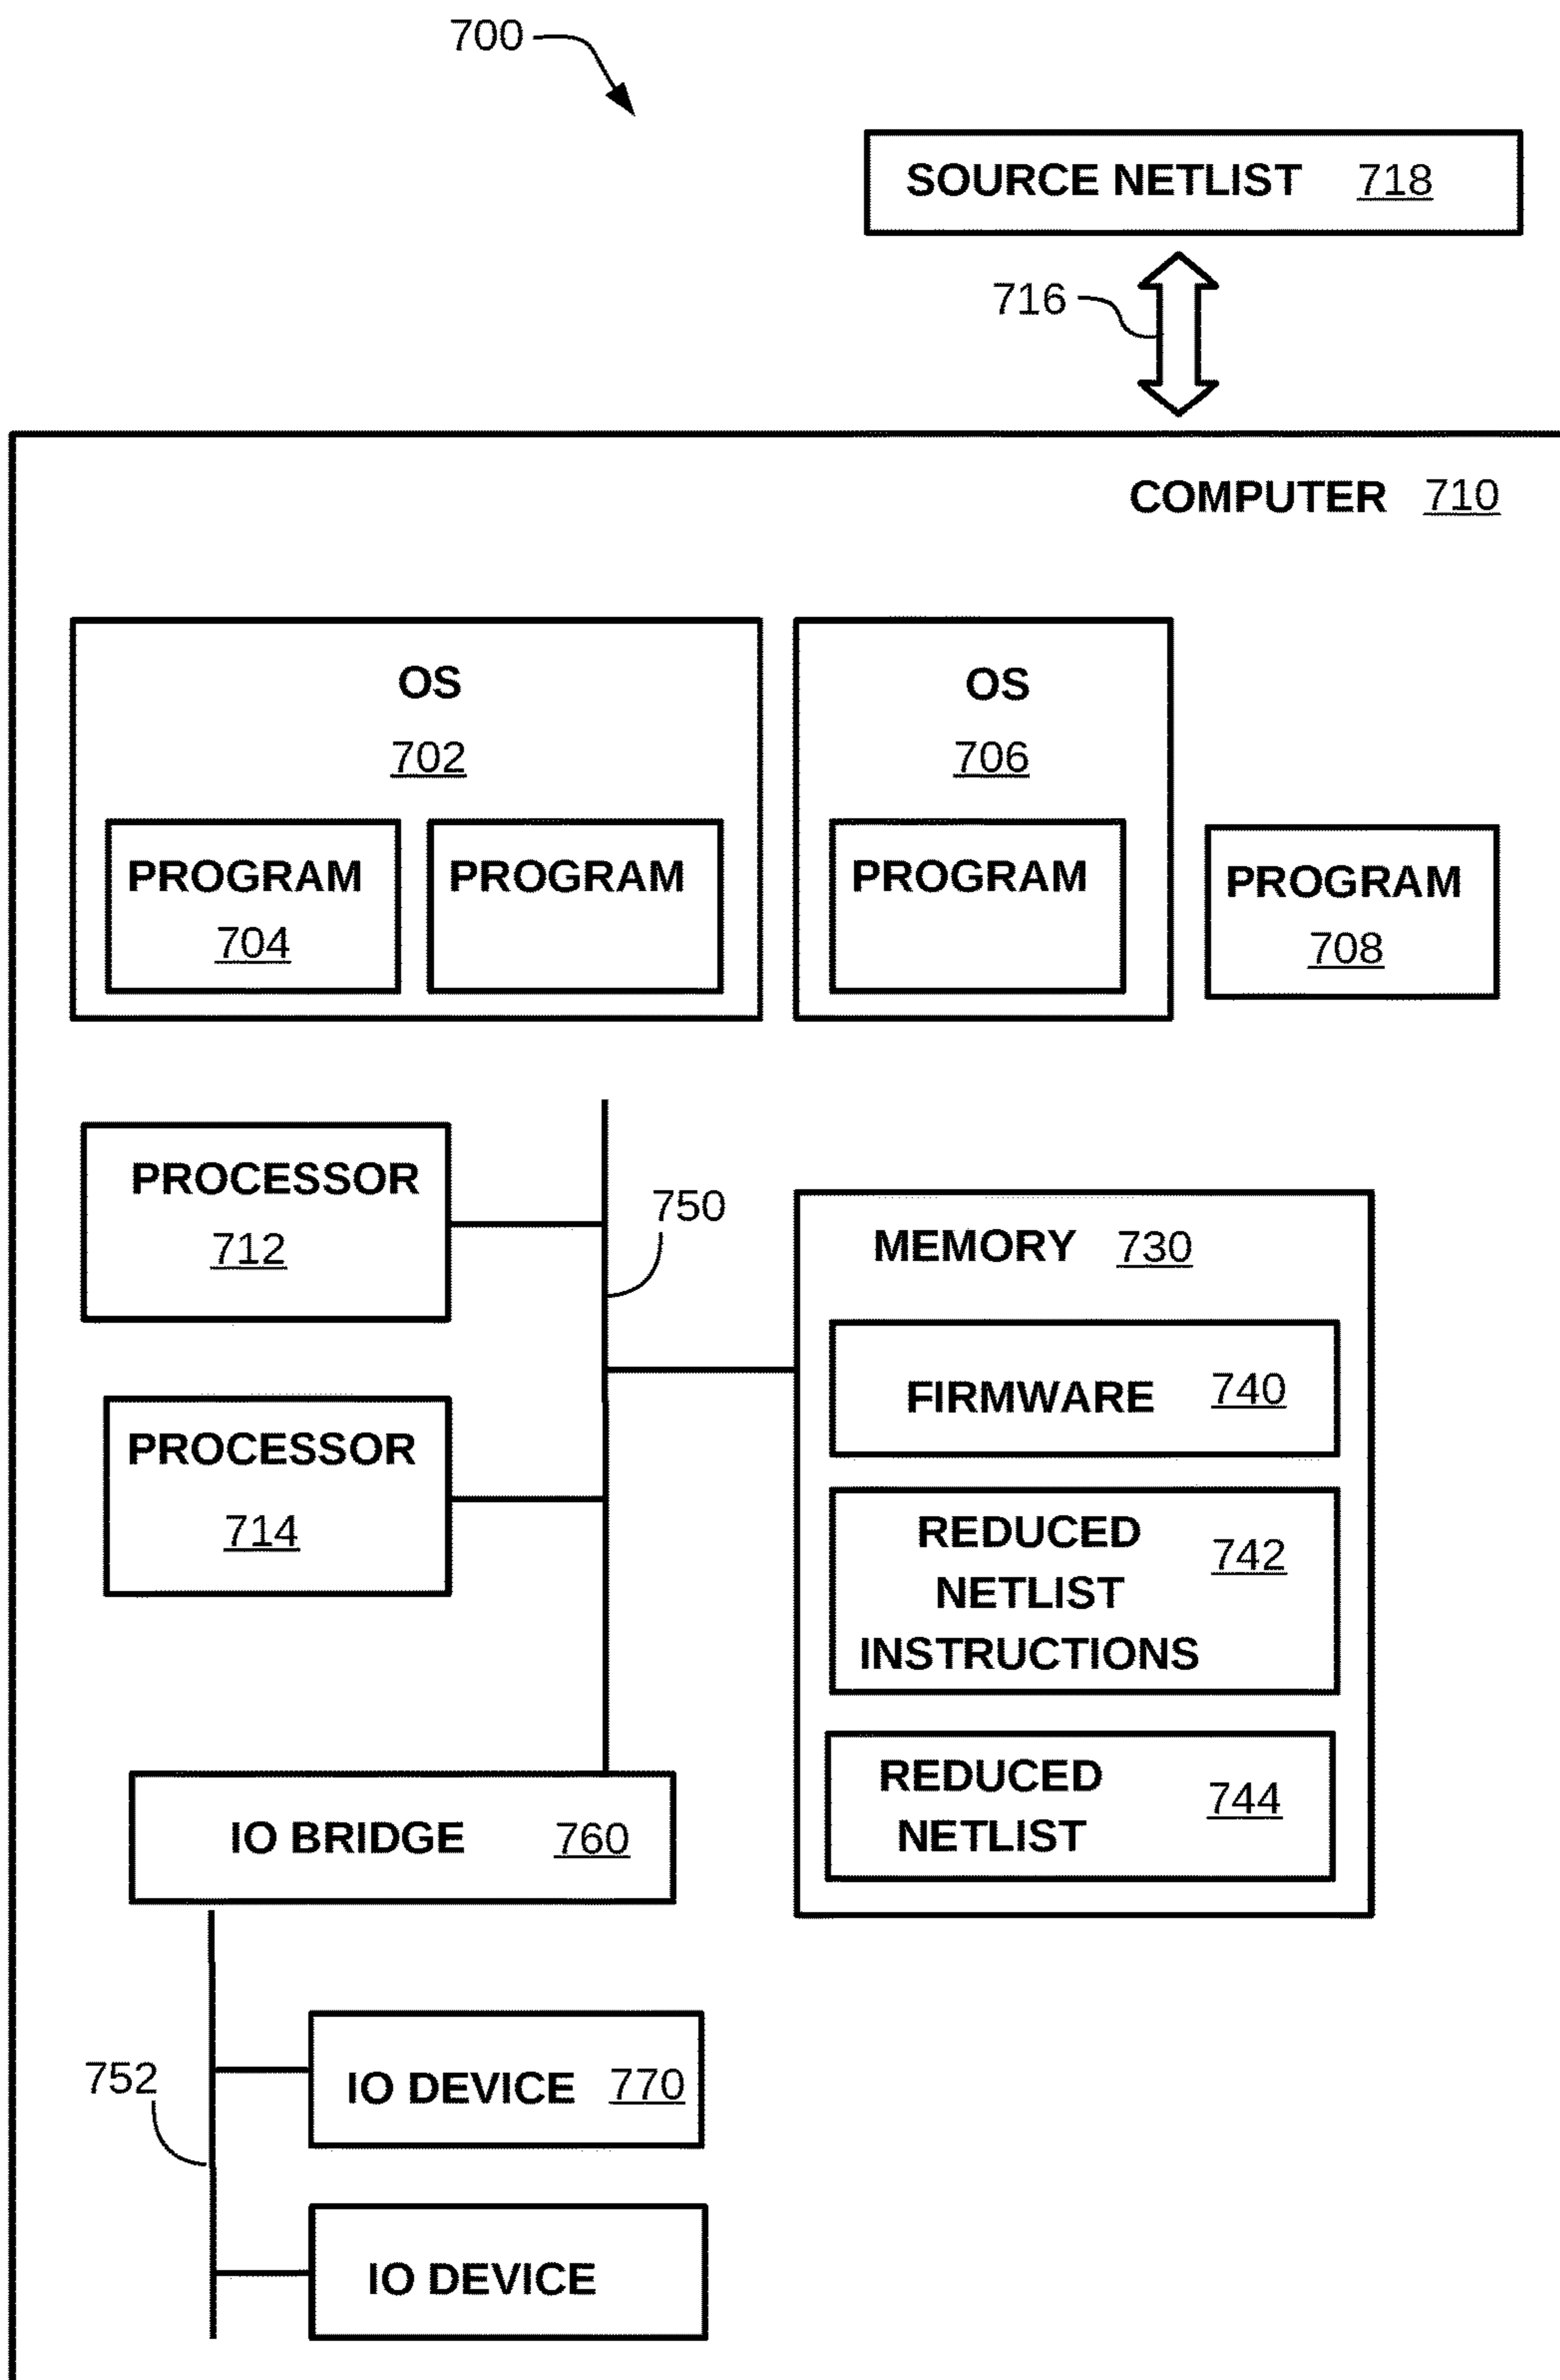 700
SOURCE NETLIST 718
716
COMPUTER 710
OS
702
PROGRAM
704
PROGRAM
OS
706
PROGRAM
PROGRAM
708
PROCESSOR
712
750
PROCESSOR
714
MEMORY 730
FIRMWARE 740
REDUCED 742
NETLIST
INSTRUCTIONS
REDUCED 744
NETLIST
IO BRIDGE 760
752
IO DEVICE 770
IO DEVICE